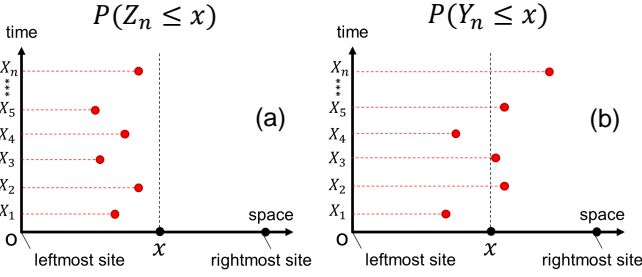 P(Z_n ≤ x)
time
X_n
X_5
X_4
X_3
X_2
X_1
(a)
space
O
x
leftmost site
rightmost site
P(Y_n ≤ x)
time
X_n
X_5
X_4
X_3
X_2
X_1
(b)
space
O
x
leftmost site
rightmost site